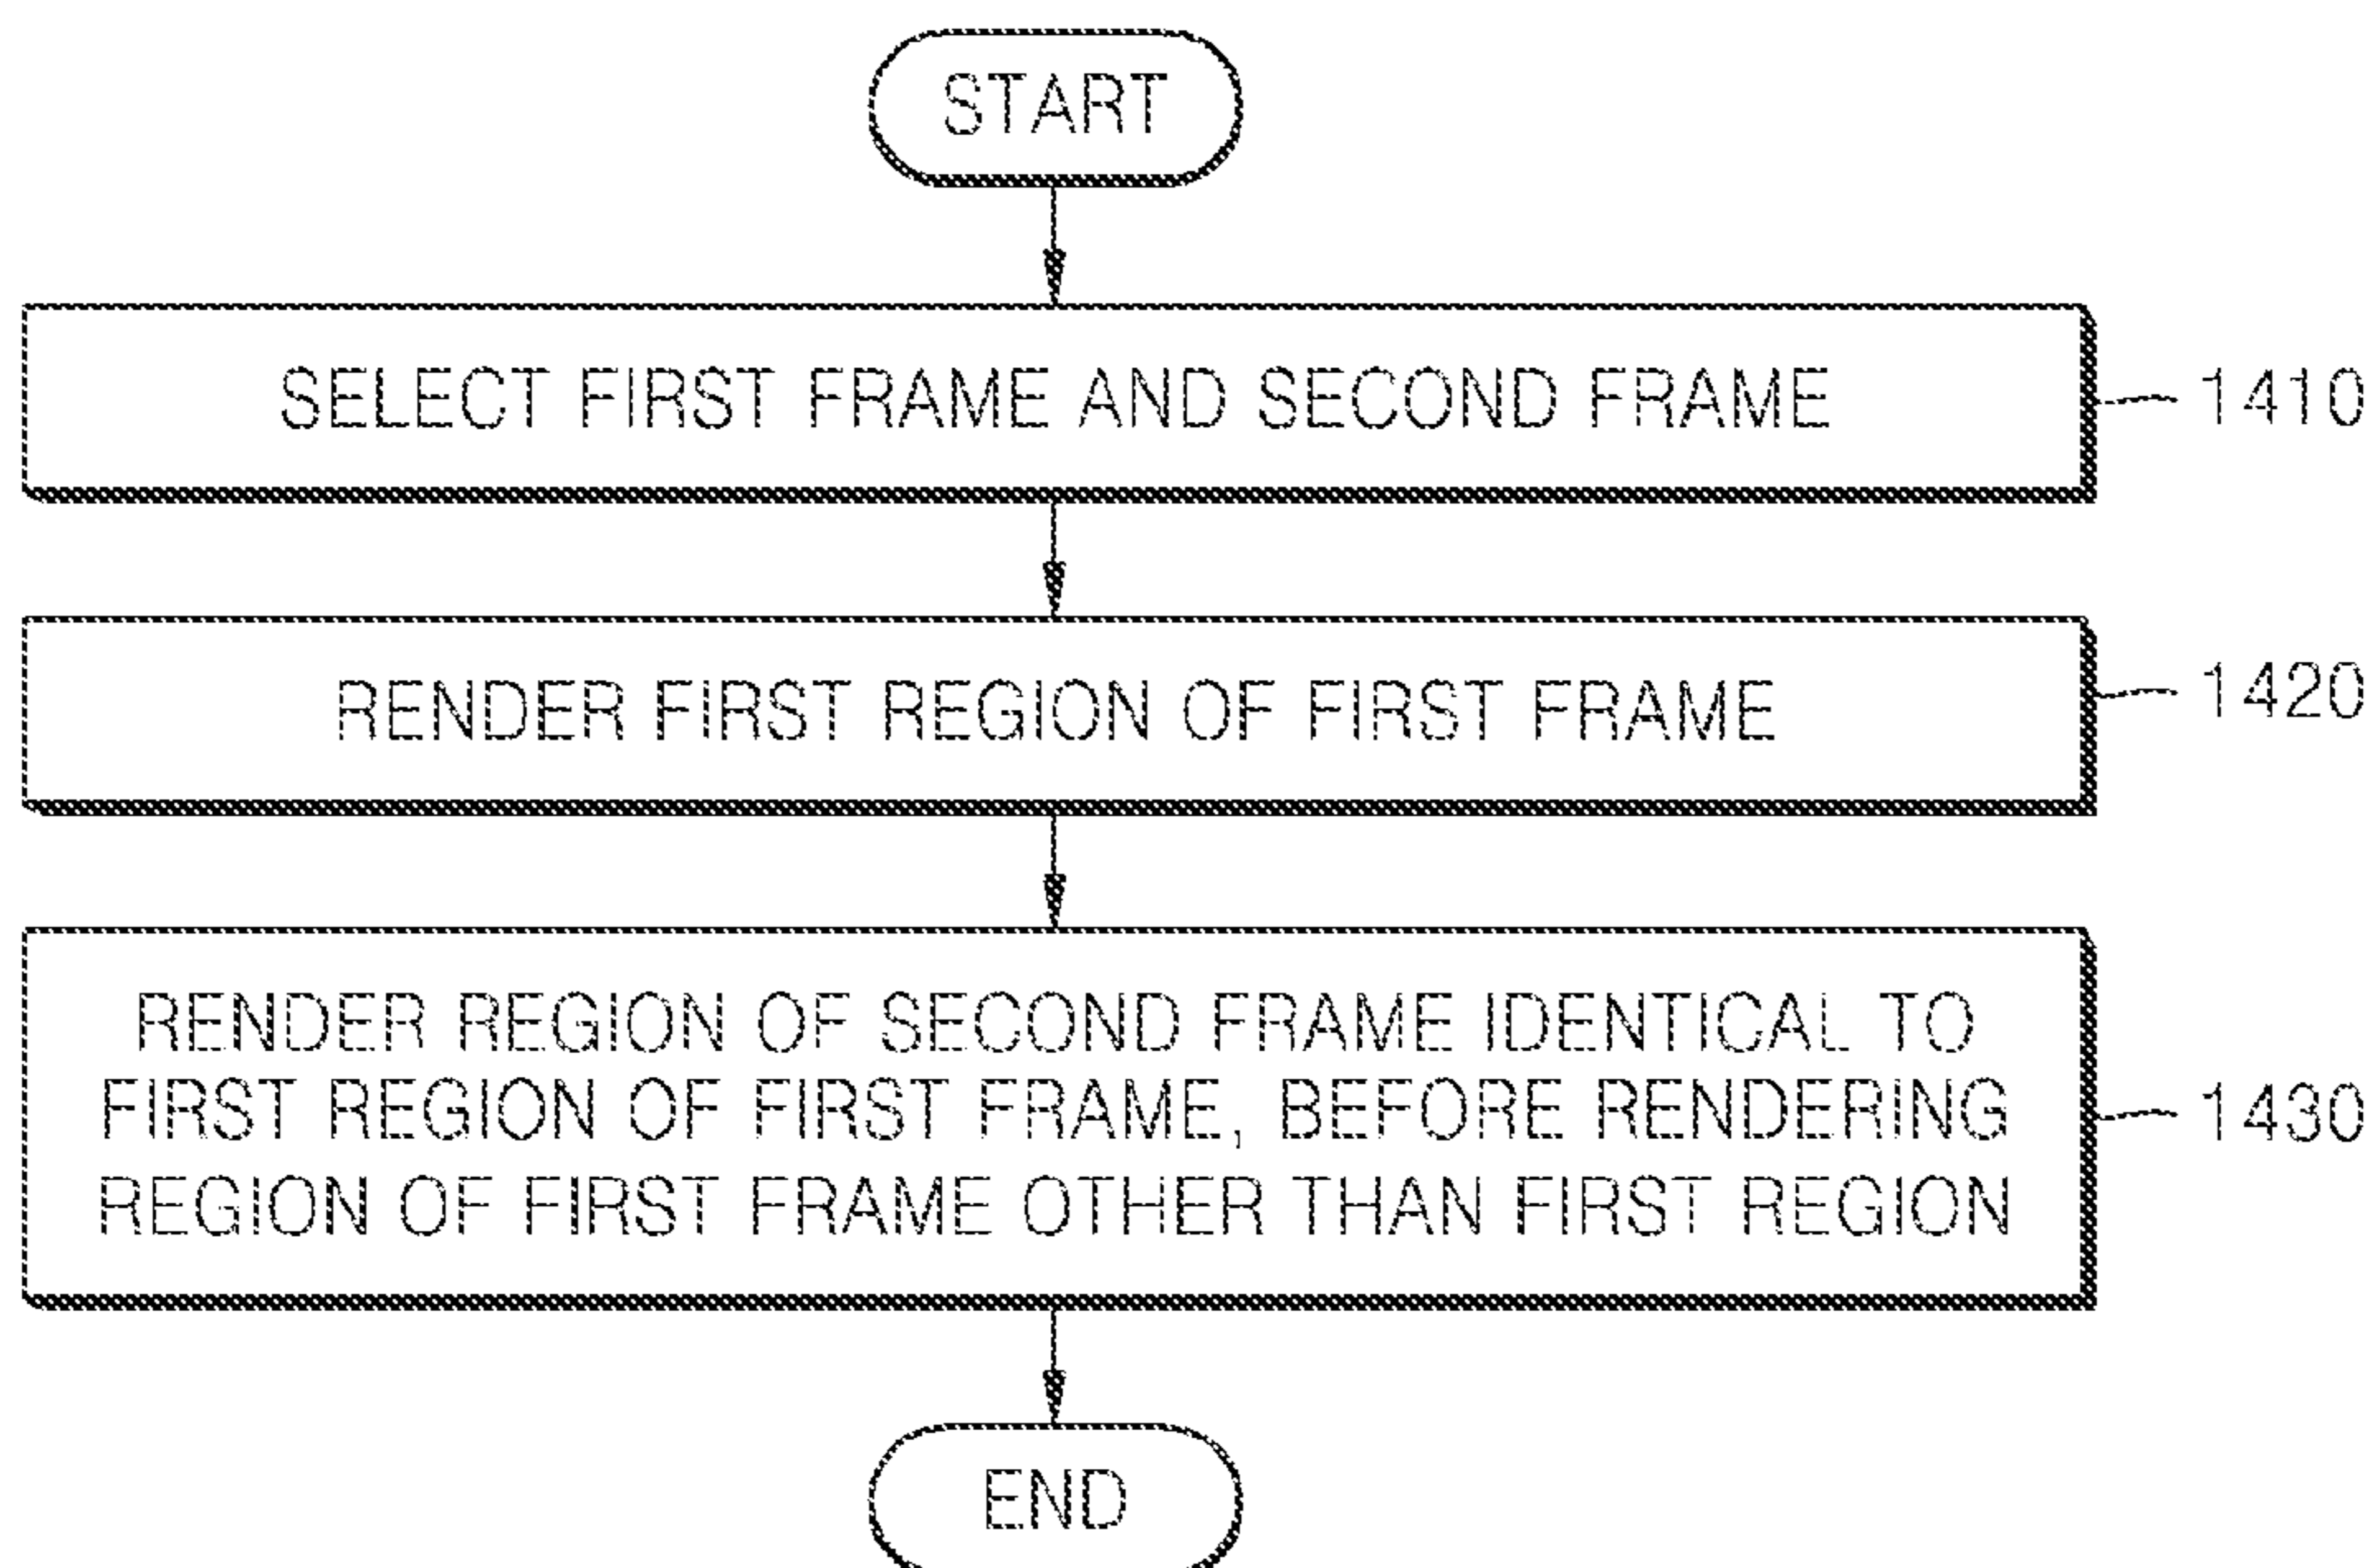 START
SELECT FIRST FRAME AND SECOND FRAME
1410
RENDER FIRST REGION OF FIRST FRAME
1420
RENDER REGION OF SECOND FRAME IDENTICAL TO
FIRST REGION OF FIRST FRAME, BEFORE RENDERING
REGION OF FIRST FRAME OTHER THAN FIRST REGION
1430
END